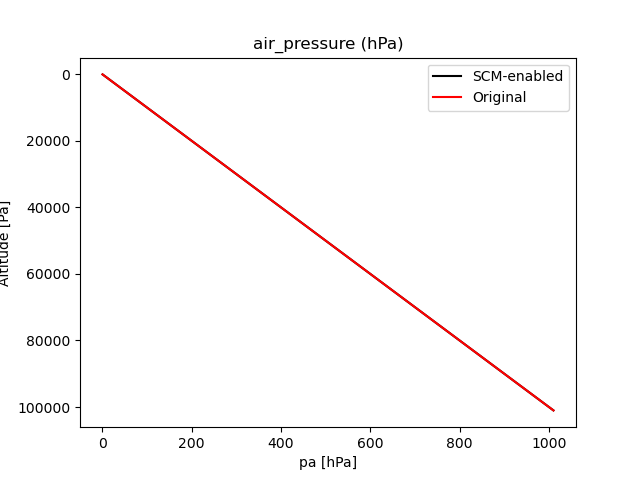 air_pressure (hPa)
SCM-enabled
Original
0
20000
40000
60000
80000
100000
Altitude [Pa]
0 200 400 600 800 1000
pa [hPa]